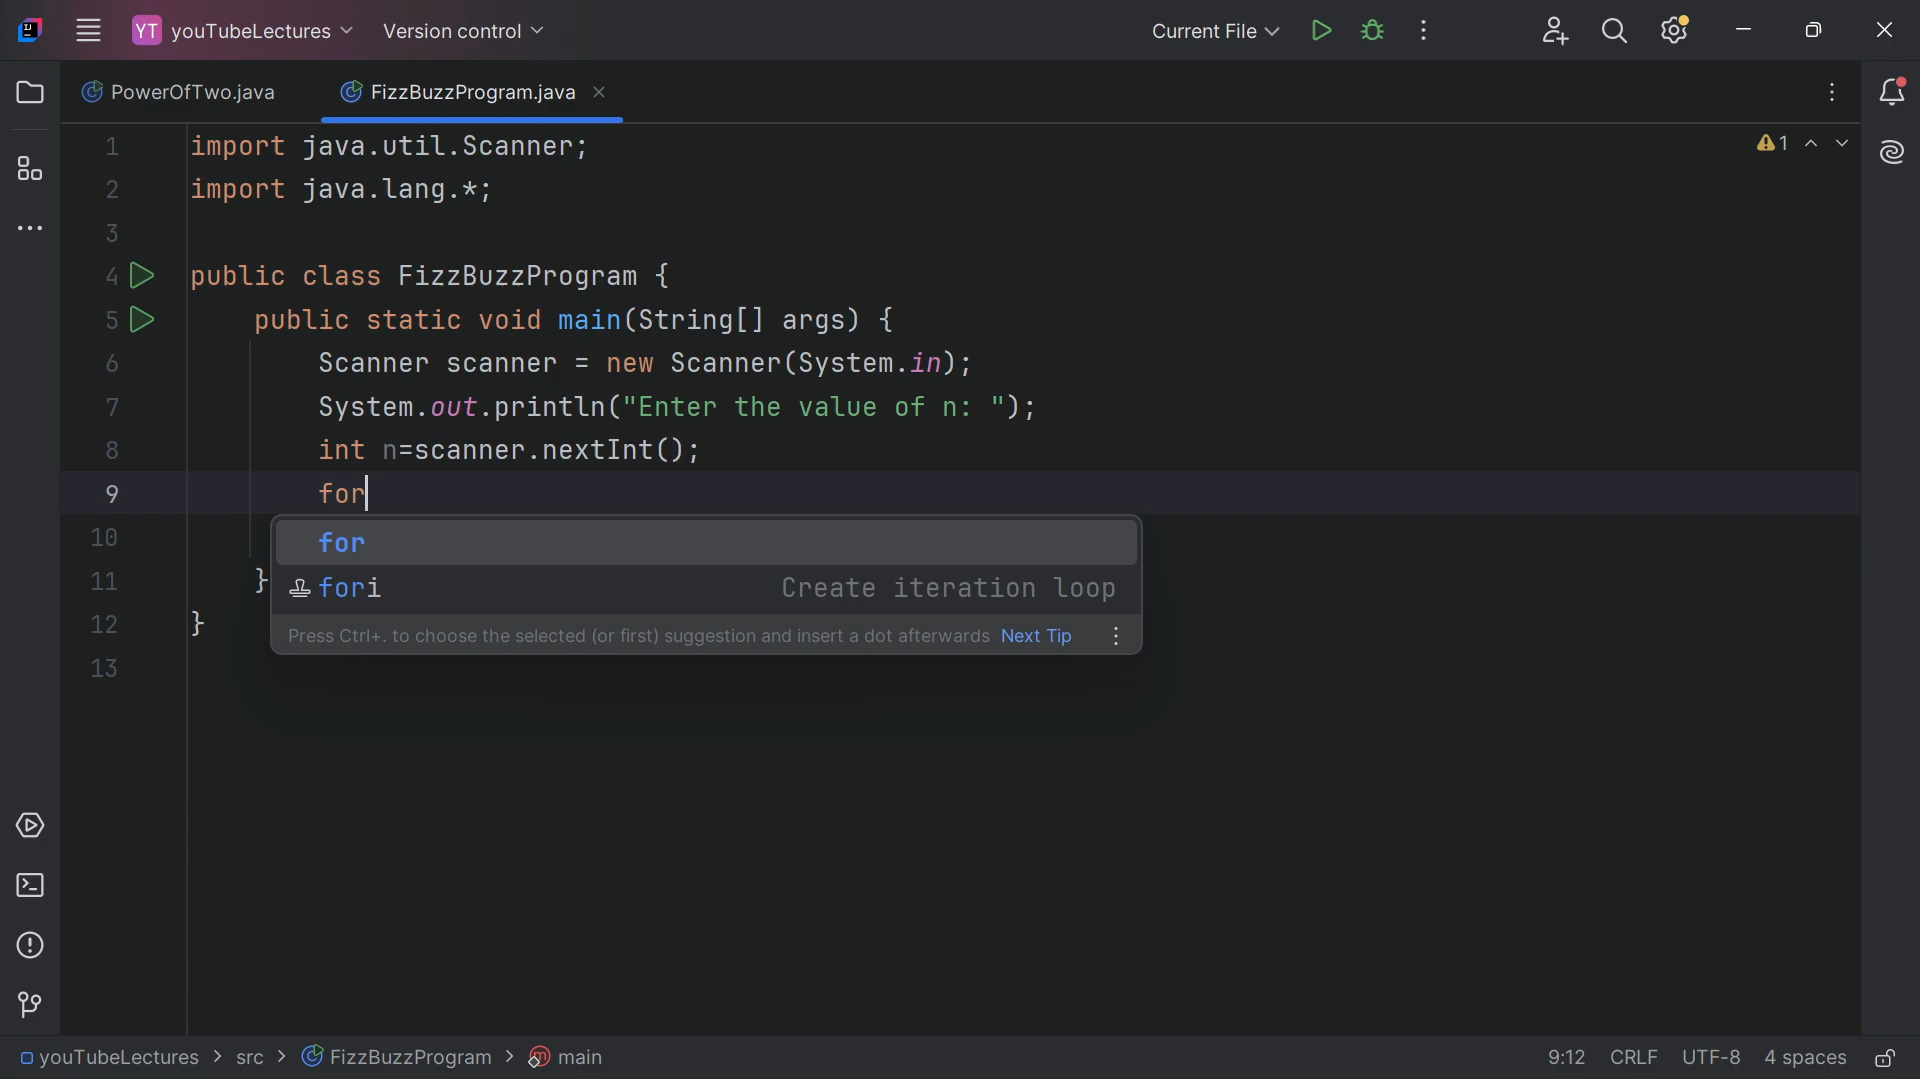 YT youTubeLectures Version control Current File
PowerOfTwo.java FizzBuzzProgram.java
1 import java.util.Scanner; 1
2 import java.lang.*;
3
4 public class FizzBuzzProgram {
5 public static void main(String[] args) {
6 Scanner scanner = new Scanner(System.in);
7 System.out.println("Enter the value of n: ");
8 int n=scanner.nextInt();
9 for
10 for
11 } fori Create iteration loop
12 } Press Ctrl+. to choose the selected (or first) suggestion and insert a dot afterwards Next Tip
13
youTubeLectures > src > FizzBuzzProgram > main 9:12 CRLF UTF-8 4 spaces